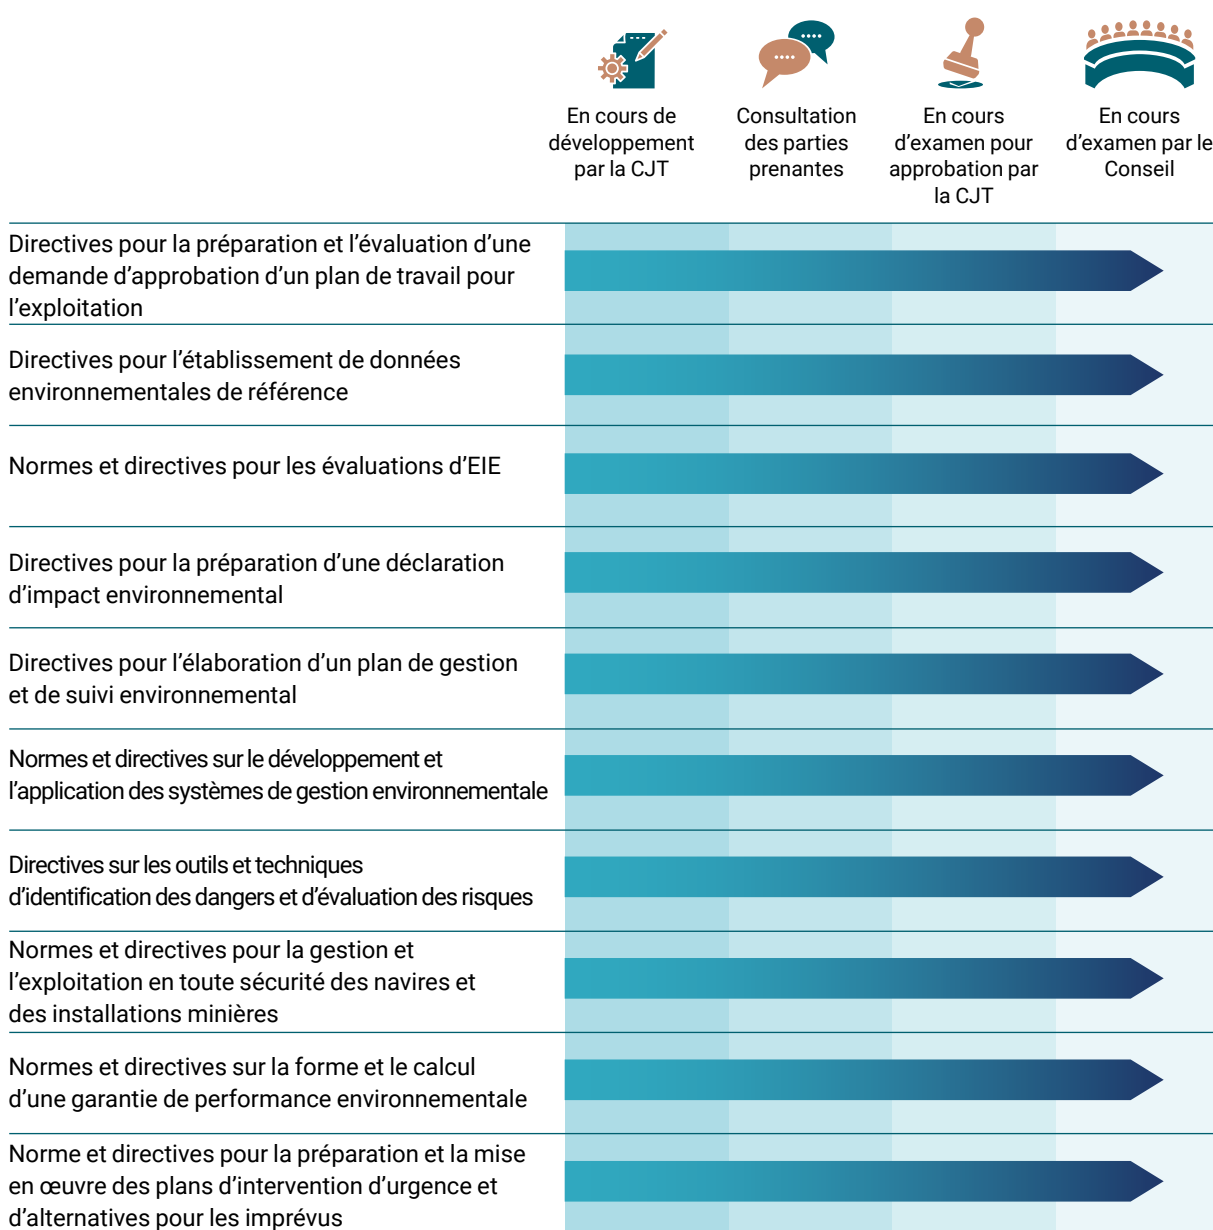 En cours de
développement
par la CJT
Consultation
des parties
prenantes
En cours
d’examen pour
approbation par
la CJT
En cours
d’examen par le
Conseil
Directives pour la préparation et l’évaluation d’une
demande d’approbation d’un plan de travail pour
l’exploitation
Directives pour l’établissement de données
environnementales de référence
Normes et directives pour les évaluations d’EIE
Directives pour la préparation d’une déclaration
d’impact environnemental
Directives pour l’élaboration d’un plan de gestion
et de suivi environnemental
Normes et directives sur le développement et
l’application des systèmes de gestion environnementale
Directives sur les outils et techniques
d’identification des dangers et d’évaluation des risques
Normes et directives pour la gestion et
l’exploitation en toute sécurité des navires et
des installations minières
Normes et directives sur la forme et le calcul
d’une garantie de performance environnementale
Norme et directives pour la préparation et la mise
en œuvre des plans d’intervention d’urgence et
d’alternatives pour les imprévus